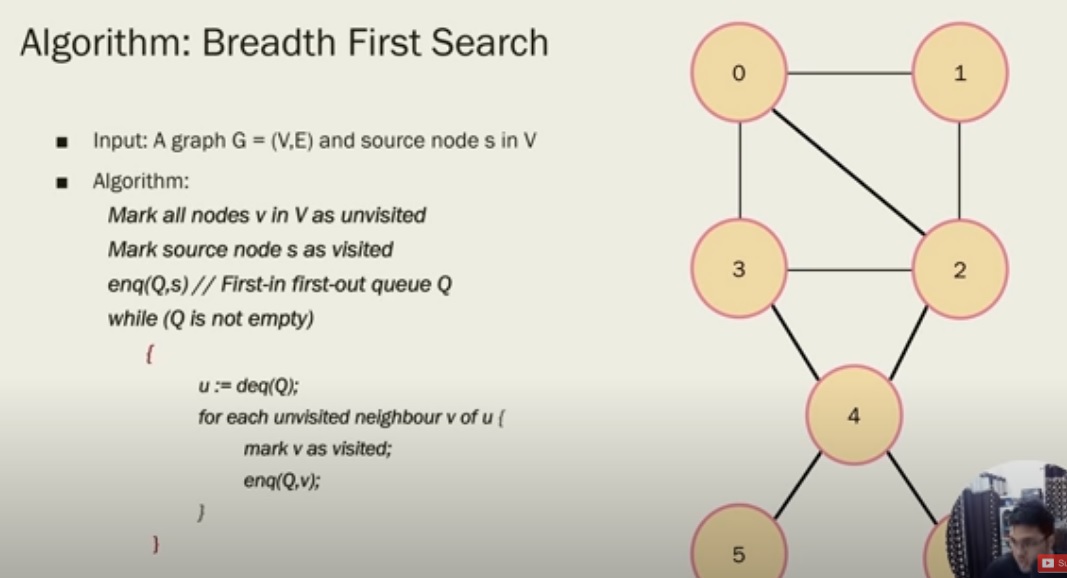 Algorithm: Breadth First Search
■ Input: A graph G = (V,E) and source node s in V
■ Algorithm:
Mark all nodes v in V as unvisited
Mark source node s as visited
enq(Q,s) // First-in first-out queue Q
while (Q is not empty)
{
u := deq(Q);
for each unvisited neighbour v of u {
mark v as visited;
enq(Q,v);
}
}
0
1
3
2
4
5